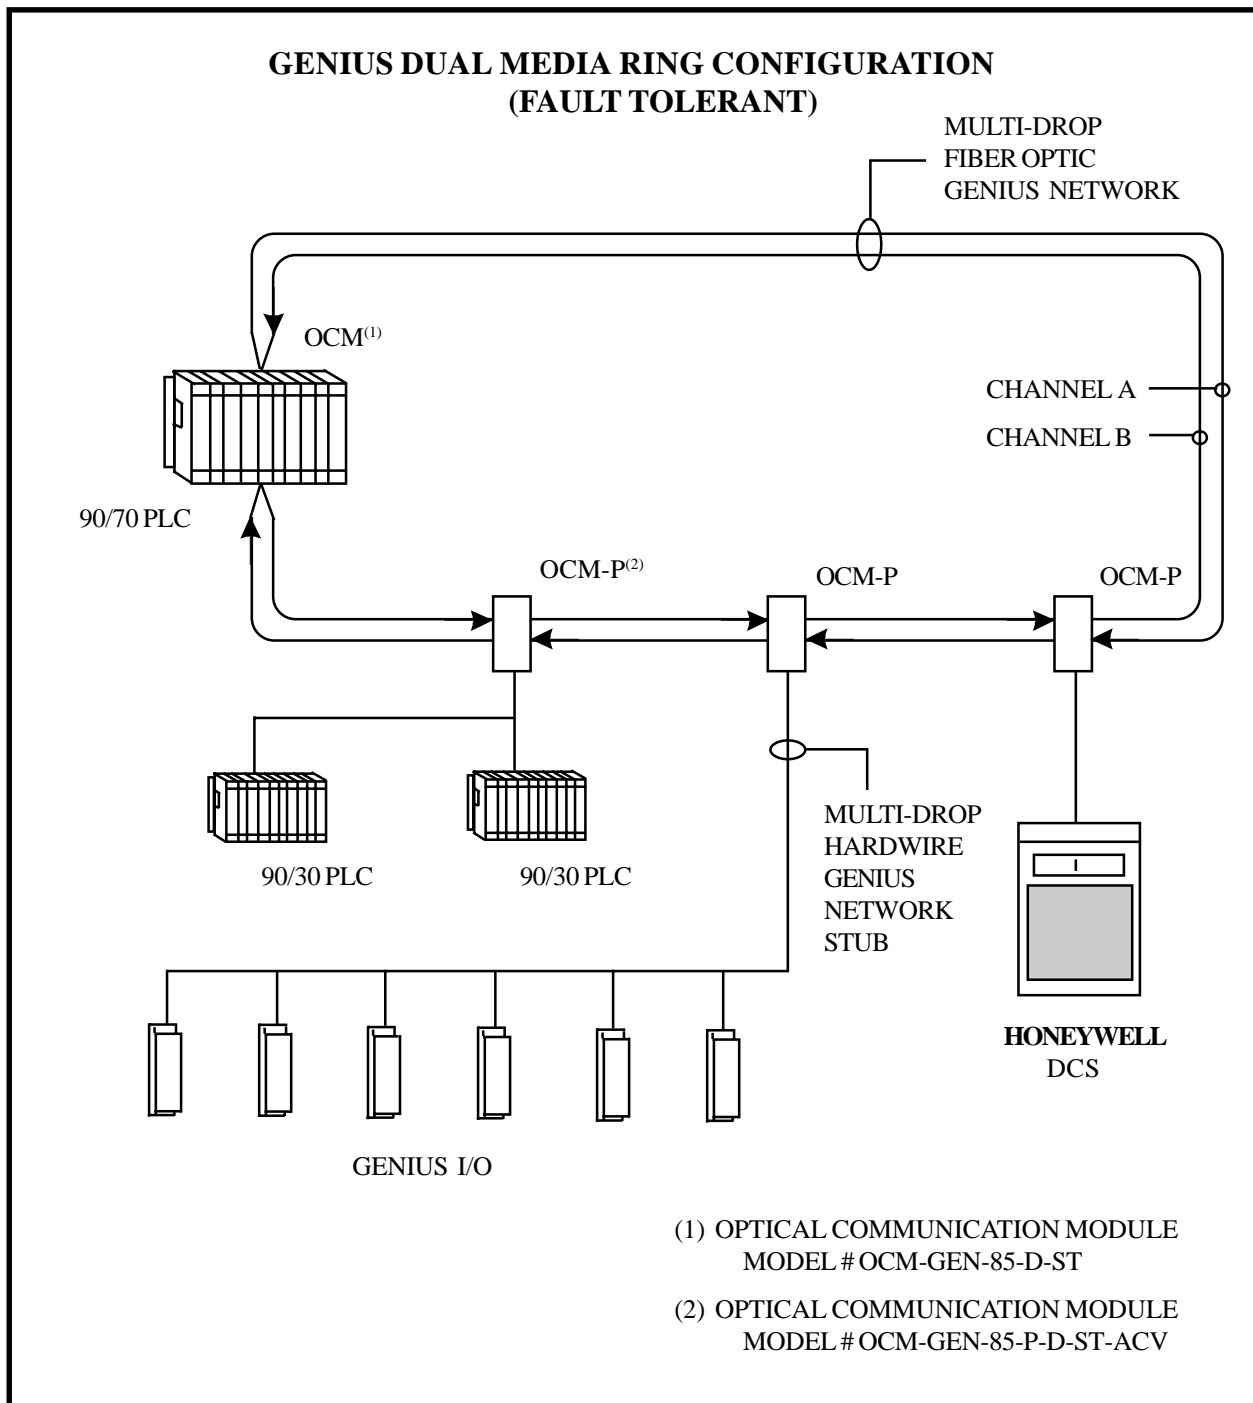 GENIUS DUAL MEDIA RING CONFIGURATION
(FAULT TOLERANT)
MULTI-DROP
FIBER OPTIC
GENIUS NETWORK
OCM(1)
CHANNEL A
CHANNEL B
90/70 PLC
OCM-P(2)
OCM-P
OCM-P
90/30 PLC
90/30 PLC
MULTI-DROP
HARDWIRE
GENIUS
NETWORK
STUB
HONEYWELL
DCS
GENIUS I/O
(1) OPTICAL COMMUNICATION MODULE
MODEL # OCM-GEN-85-D-ST
(2) OPTICAL COMMUNICATION MODULE
MODEL # OCM-GEN-85-P-D-ST-ACV